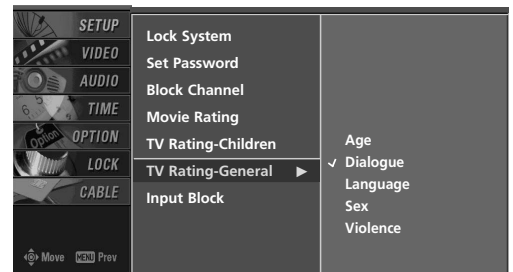 SETUP
VIDEO
AUDIO
TIME
OPTION
LOCK
CABLE
Move MENU Prev
Lock System
Set Password
Block Channel
Movie Rating
TV Rating-Children
TV Rating-General
Input Block
Age
Dialogue
Language
Sex
Violence